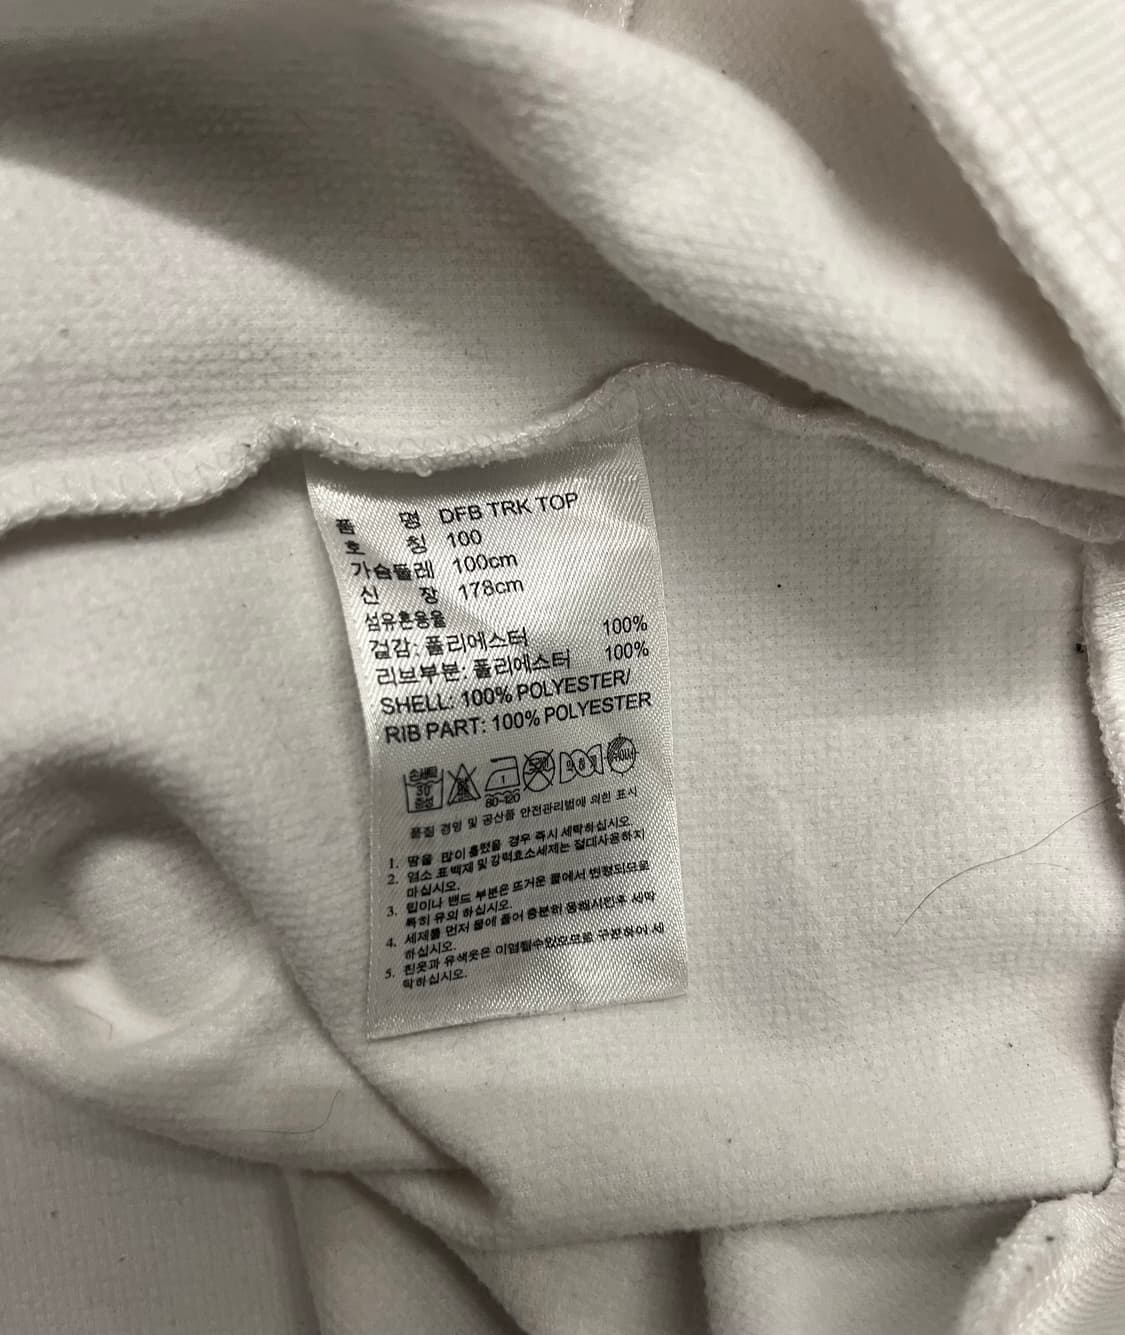 품 명 DFB TRK TOP
호 칭 100
가슴둘레 100cm
신 장 178cm
섬유혼용율
겉감: 폴리에스터 100%
리브부분: 폴리에스터 100%
SHELL: 100% POLYESTER/
RIB PART: 100% POLYESTER
손세탁
30
중성
1
80~120
품질 경영 및 공산품 안전관리법에 의한 표시
1. 땀을 많이 흘렸을 경우 즉시 세탁하십시오.
2. 염소 표백제 및 강력효소세제는 절대사용하지
마십시오.
3. 립이나 밴드 부분은 뜨거운 물에서 변형되므로
특히 유의 하십시오.
4. 세제를 먼저 물에 풀어 충분히 용해시킨후 세탁
하십시오.
5. 흰옷과 유색옷은 이염될수있으므로 구분하여 세
탁하십시오.